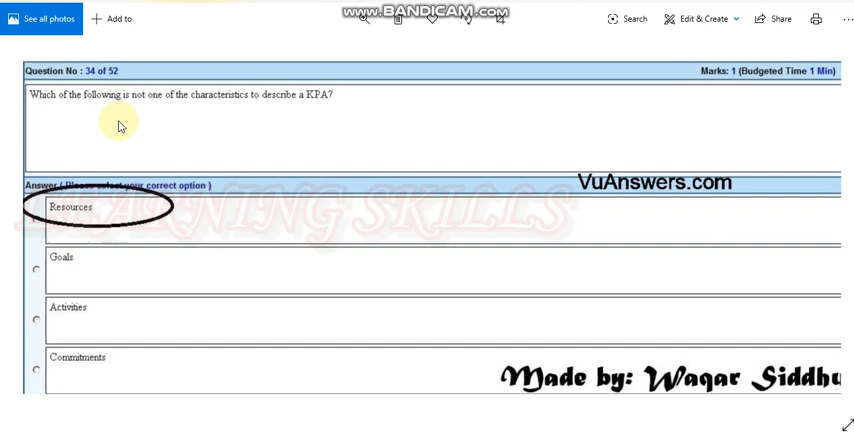 www.BANDICAM.com
See all photos
Add to
Search
Edit & Create
Share
Question No : 34 of 52
Marks: 1 (Budgeted Time 1 Min)
Which of the following is not one of the characteristics to describe a KPA?
Answer ( Please select your correct option )
VuAnswers.com
Resources
LEARNING SKILLS
Goals
Activities
Commitments
Made by: Waqar Siddhu